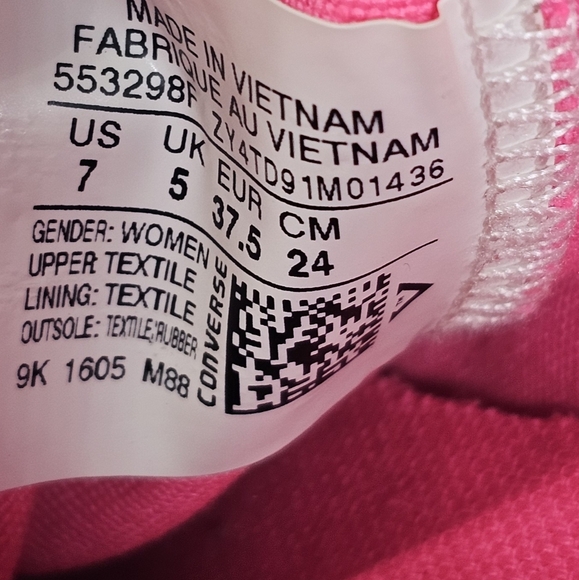 MADE IN VIETNAM
FABRIQUE AU VIETNAM
553298F ZY4TD91M01436
US UK EUR CM
7 5 37.5 24
GENDER: WOMEN
UPPER TEXTILE
LINING: TEXTILE
OUTSOLE: TEXTILE/RUBBER
9K 1605 M88
CONVERSE